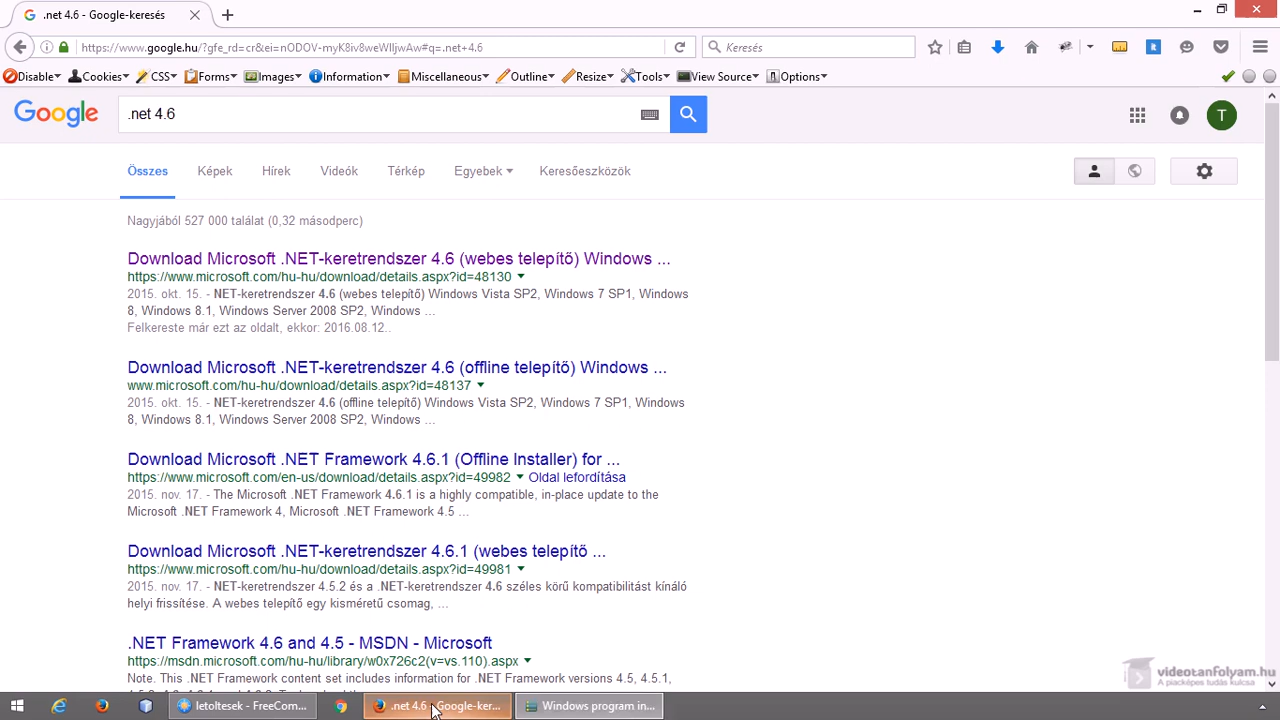 .net 4.6 - Google-keresés
https://www.google.hu/?gfe_rd=cr&ei=nODOV-myK8iv8weWlIjwAw#q=.net+4.6
Keresés
Disable
Cookies
CSS
Forms
Images
Information
Miscellaneous
Outline
Resize
Tools
View Source
Options
Google
.net 4.6
T
Összes
Képek
Hírek
Videók
Térkép
Egyebek
Keresőeszközök
Nagyjából 527 000 találat (0,32 másodperc)
Download Microsoft .NET-keretrendszer 4.6 (webes telepítő) Windows ...
https://www.microsoft.com/hu-hu/download/details.aspx?id=48130
2015. okt. 15. - NET-keretrendszer 4.6 (webes telepítő) Windows Vista SP2, Windows 7 SP1, Windows
8, Windows 8.1, Windows Server 2008 SP2, Windows ...
Felkereste már ezt az oldalt, ekkor: 2016.08.12..
Download Microsoft .NET-keretrendszer 4.6 (offline telepítő) Windows ...
www.microsoft.com/hu-hu/download/details.aspx?id=48137
2015. okt. 15. - NET-keretrendszer 4.6 (offline telepítő) Windows Vista SP2, Windows 7 SP1, Windows
8, Windows 8.1, Windows Server 2008 SP2, Windows ...
Download Microsoft .NET Framework 4.6.1 (Offline Installer) for ...
https://www.microsoft.com/en-us/download/details.aspx?id=49982 Oldal lefordítása
2015. nov. 17. - The Microsoft .NET Framework 4.6.1 is a highly compatible, in-place update to the
Microsoft .NET Framework 4, Microsoft .NET Framework 4.5 ...
Download Microsoft .NET-keretrendszer 4.6.1 (webes telepítő ...
https://www.microsoft.com/hu-hu/download/details.aspx?id=49981
2015. nov. 17. - NET-keretrendszer 4.5.2 és a .NET-keretrendszer 4.6 széles körű kompatibilitást kínáló
helyi frissítése. A webes telepítő egy kisméretű csomag, ...
.NET Framework 4.6 and 4.5 - MSDN - Microsoft
https://msdn.microsoft.com/hu-hu/library/w0x726c2(v=vs.110).aspx
Note. This .NET Framework content set includes information for .NET Framework versions 4.5, 4.5.1,
videotanfolyam.hu
A piacképes tudás kulcsa
letoltesek - FreeCom...
.net 4.6 - Google-ker...
Windows program in...